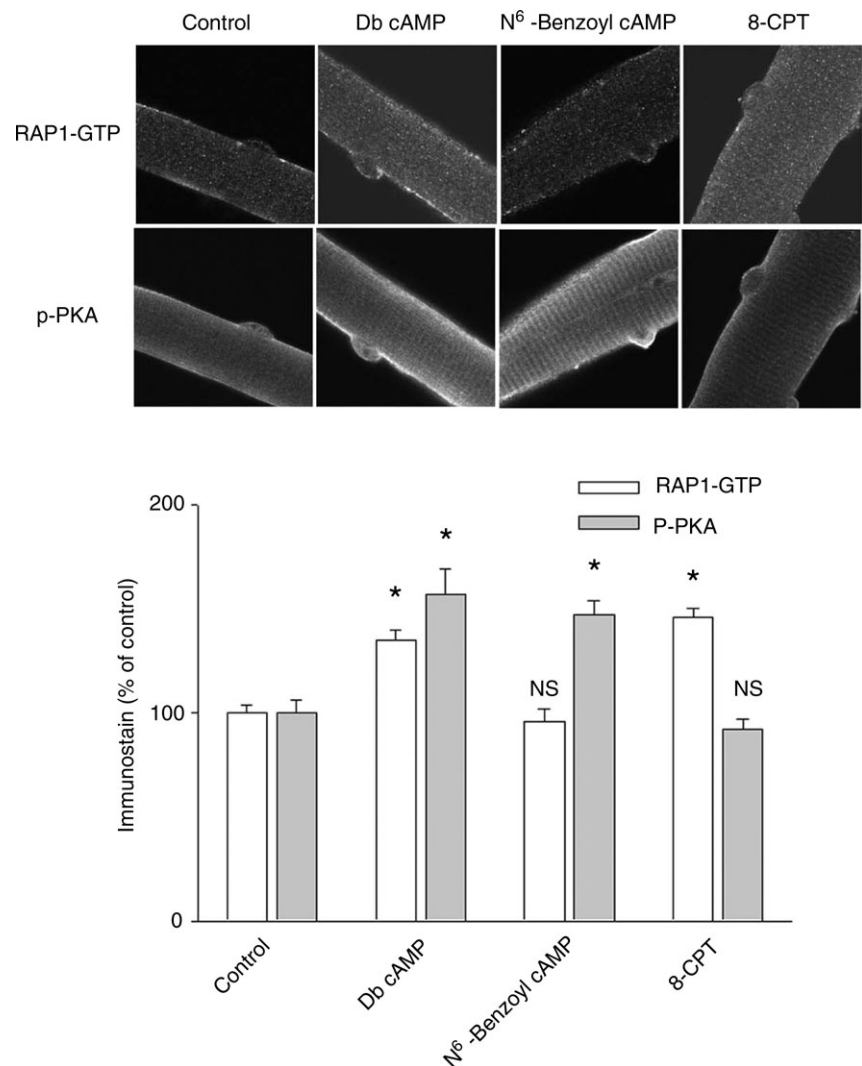 Control
Db cAMP
N⁶ -Benzoyl cAMP
8-CPT
RAP1-GTP
p-PKA
200
RAP1-GTP
P-PKA
*
*
*
*
NS
NS
100
0
Immunostain (% of control)
Control
Db cAMP
N⁶ -Benzoyl cAMP
8-CPT